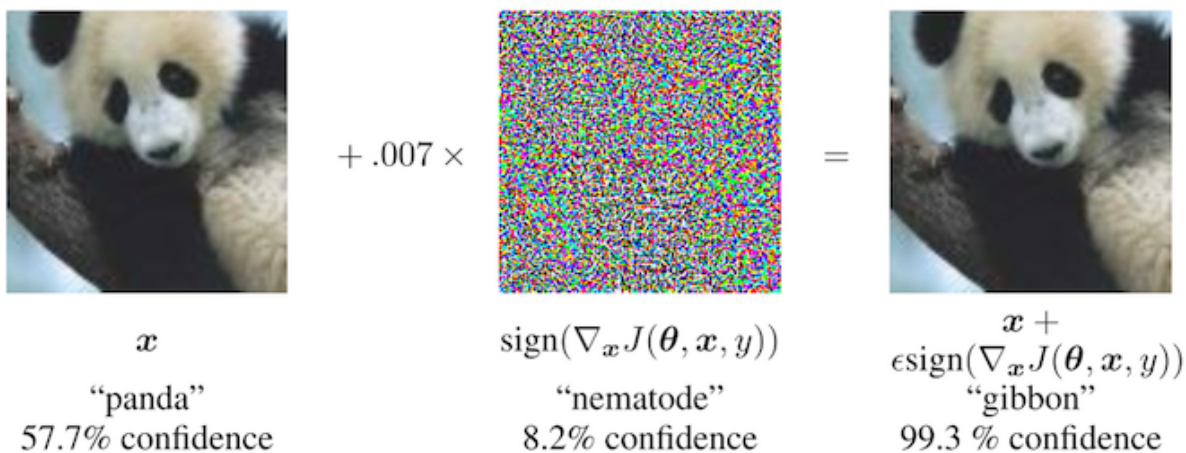 + .007 ×
=
x
sign(∇ₓJ(θ, x, y))
x +
ϵsign(∇ₓJ(θ, x, y))
“panda”
57.7% confidence
“nematode”
8.2% confidence
“gibbon”
99.3 % confidence